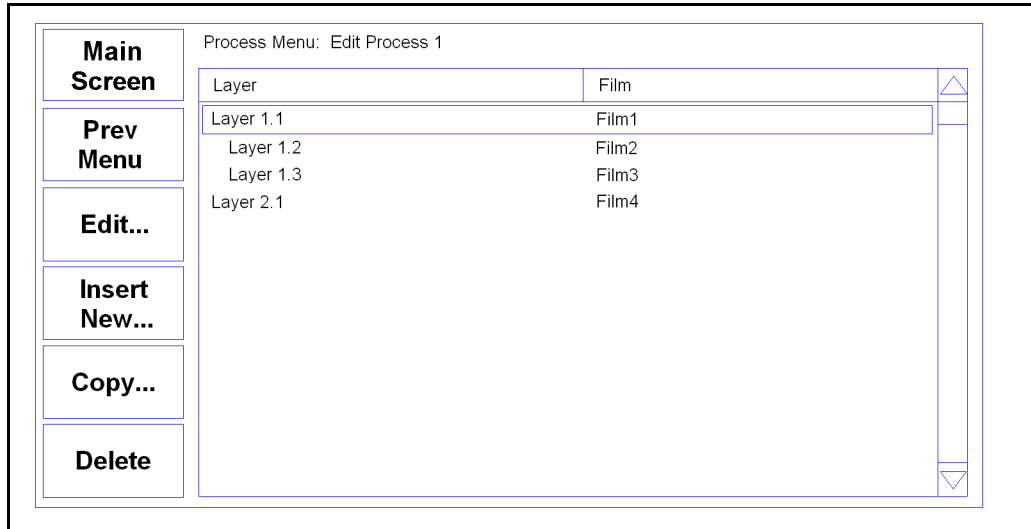 Main
Screen
Prev
Menu
Edit...
Insert
New...
Copy...
Delete
Process Menu: Edit Process 1
Layer Film
Layer 1.1 Film1
Layer 1.2 Film2
Layer 1.3 Film3
Layer 2.1 Film4